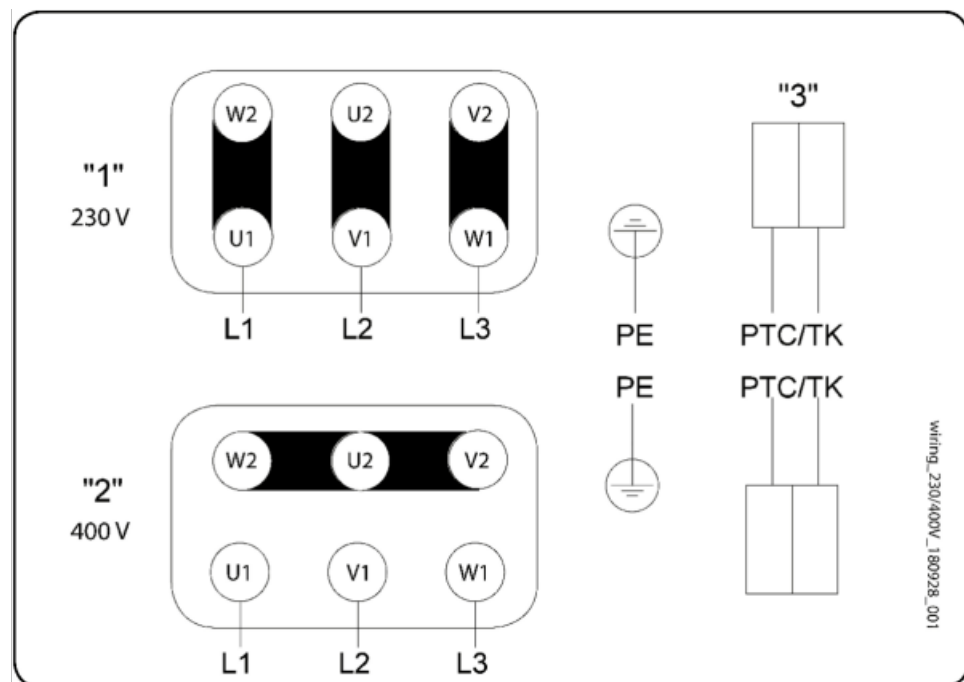 "1"
230 V
W2 U2 V2
U1 V1 W1
L1 L2 L3
"3"
PE PTC/TK
PE PTC/TK
"2"
400 V
W2 U2 V2
U1 V1 W1
L1 L2 L3
wiring_230/400V_180928_001